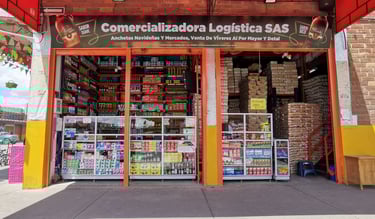 Comercializadora Logística SAS
Anchetas Navideñas Y Mercados, Venta De Víveres Al Por Mayor Y Detal